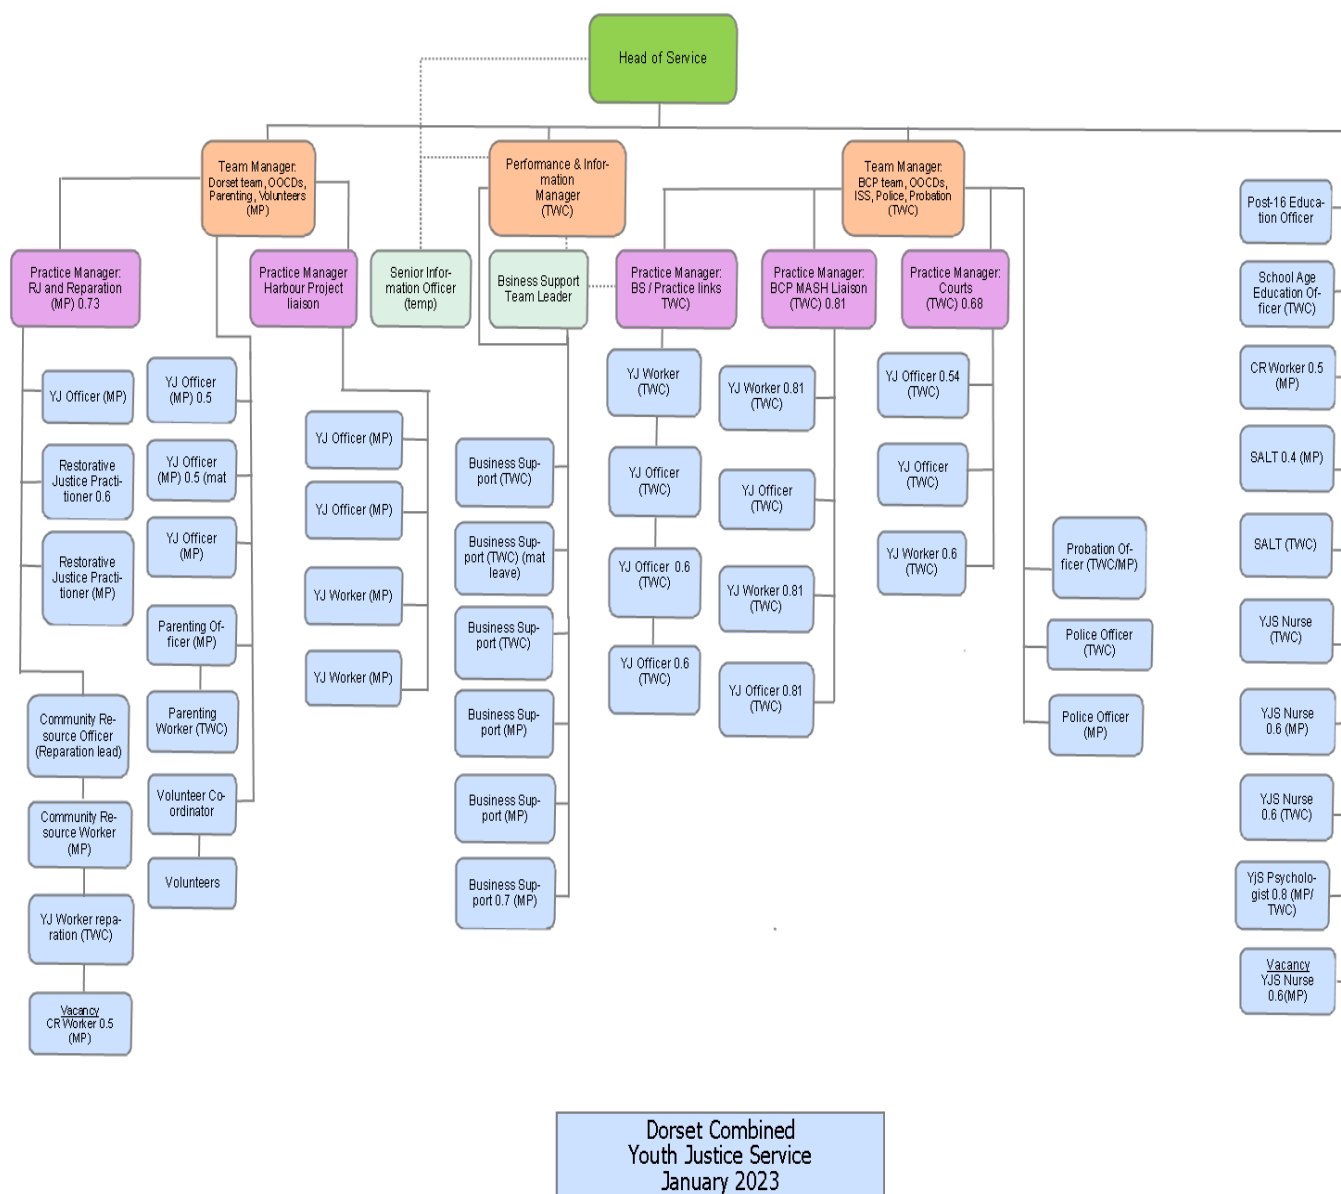 Head of Service
Team Manager:
Dorset team, OOCDs,
Parenting, Volunteers
(MP)
Performance & Infor-
mation
Manager
(TWC)
Team Manager:
BCP team, OOCDs,
ISS, Police, Probation
(TWC)
Practice Manager:
RJ and Reparation
(MP) 0.73
Practice Manager
Harbour Project
liaison
Senior Infor-
mation Officer
(temp)
Bsiness Support
Team Leader
Practice Manager:
BS / Practice links
TWC)
Practice Manager:
BCP MASH Liaison
(TWC) 0.81
Practice Manager:
Courts
(TWC) 0.68
YJ Officer (MP)
Restorative
Justice Practi-
tioner 0.6
Restorative
Justice Practi-
tioner (MP)
Community Re-
source Officer
(Reparation lead)
Community Re-
source Worker
(MP)
YJ Worker repa-
ration (TWC)
Vacancy
CR Worker 0.5
(MP)
YJ Officer
(MP) 0.5
YJ Officer
(MP) 0.5 (mat
YJ Officer
(MP)
Parenting Of-
ficer (MP)
Parenting
Worker (TWC)
Volunteer Co-
ordinator
Volunteers
YJ Officer (MP)
YJ Officer (MP)
YJ Worker (MP)
YJ Worker (MP)
Business Sup-
port (TWC)
Business Sup-
port (TWC) (mat
leave)
Business Sup-
port (TWC)
Business Sup-
port (MP)
Business Sup-
port (MP)
Business Sup-
port 0.7 (MP)
YJ Worker
(TWC)
YJ Officer
(TWC)
YJ Officer 0.6
(TWC)
YJ Officer 0.6
(TWC)
YJ Worker 0.81
(TWC)
YJ Officer
(TWC)
YJ Worker 0.81
(TWC)
YJ Officer 0.81
(TWC)
YJ Officer 0.54
(TWC)
YJ Officer
(TWC)
YJ Worker 0.6
(TWC)
Probation Of-
ficer (TWC/MP)
Police Officer
(TWC)
Police Officer
(MP)
Post-16 Educa-
tion Officer
School Age
Education Of-
ficer (TWC)
CR Worker 0.5
(MP)
SALT 0.4 (MP)
SALT (TWC)
YJS Nurse
(TWC)
YJS Nurse
0.6 (MP)
YJS Nurse
0.6 (TWC)
YjS Psycholo-
gist 0.8 (MP/
TWC)
Vacancy
YJS Nurse
0.6(MP)
Dorset Combined
Youth Justice Service
January 2023